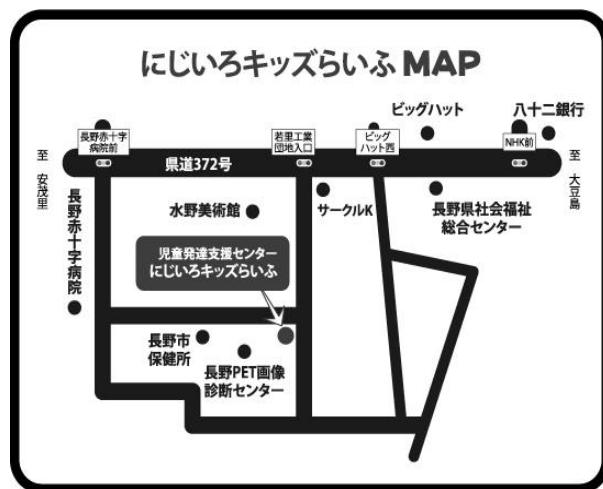 にじいろキッズらいふ MAP
ビッグハット
八十二銀行
長野赤十字
病院前
若里工業
団地入口
ビッグ
ハット西
NHK前
至 安茂里
県道372号
至 大豆島
長野赤十字病院
水野美術館
サークルK
長野県社会福祉
総合センター
児童発達支援センター
にじいろキッズらいふ
長野市
保健所
長野PET画像
診断センター